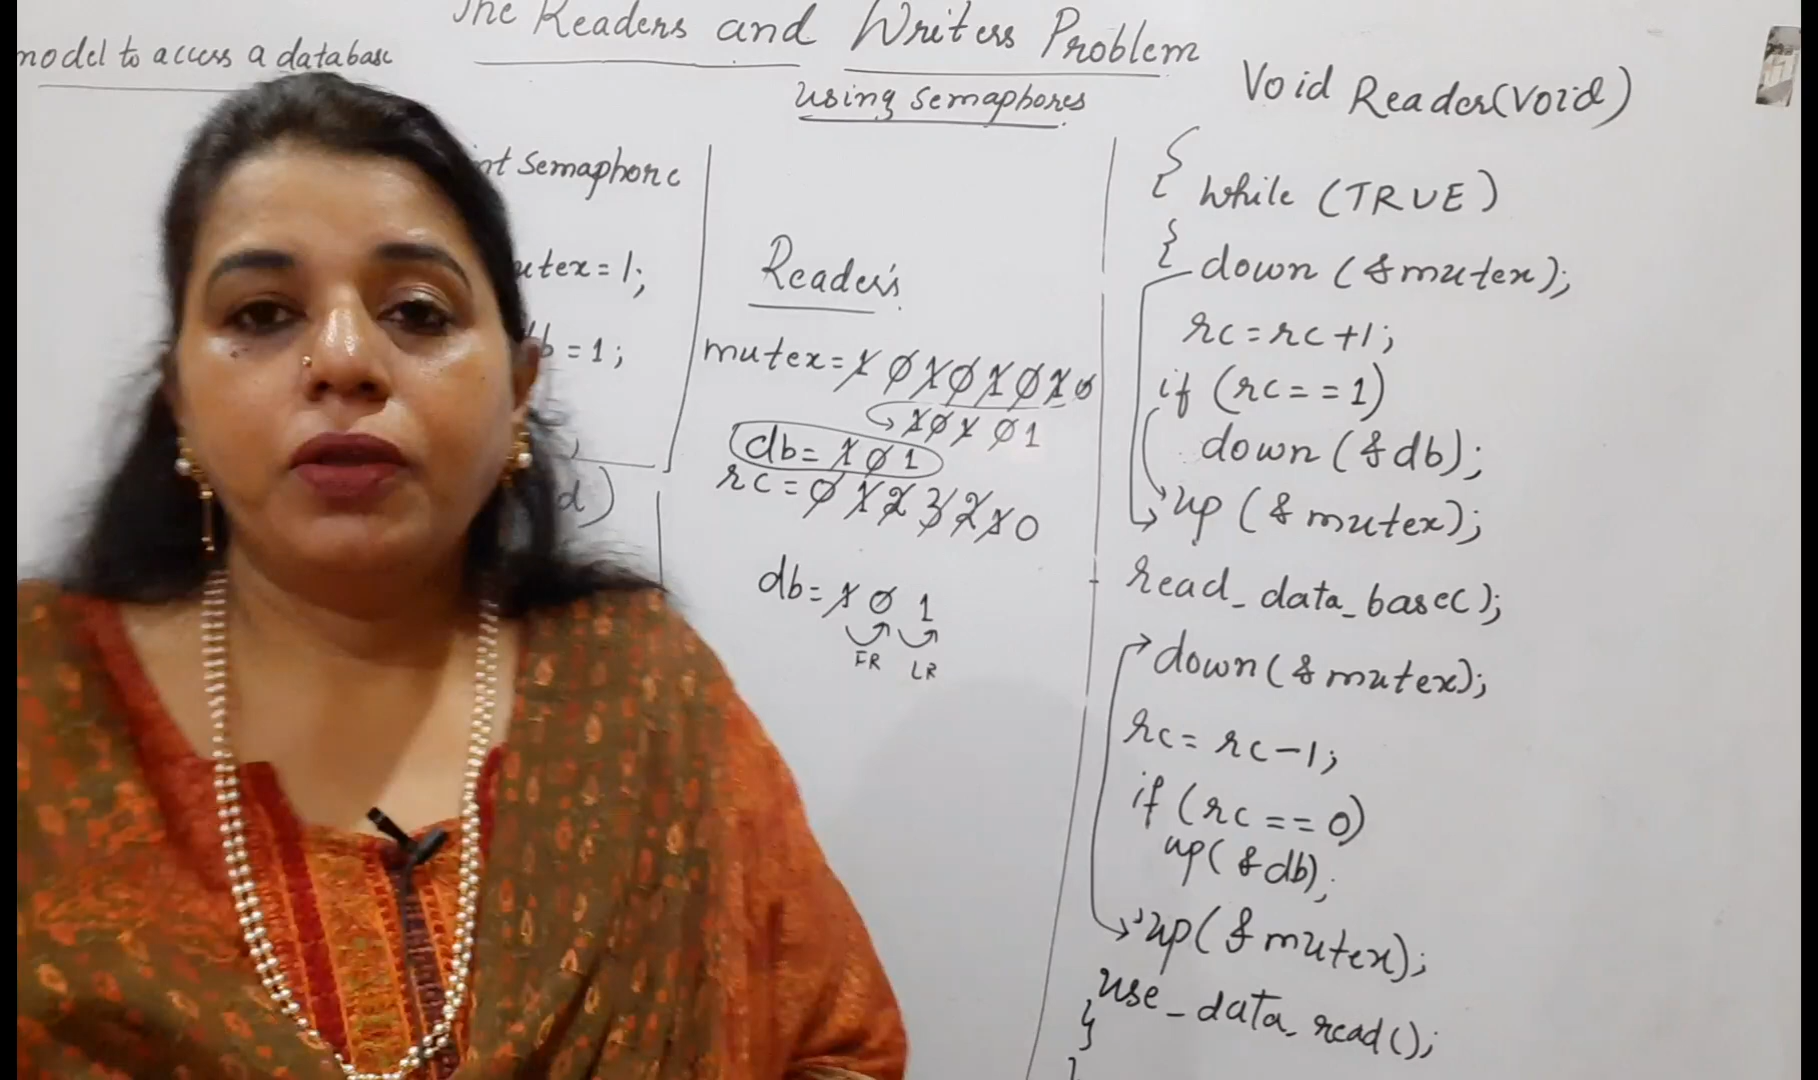 The Readers and Writers Problem
model to access a database
using semaphores
int semaphore
mutex=1;
db=1;
;
d)
Reader's
mutex=1 0 1 0 1 0 1 0
1 0 1 0 1
db= 1 0 1
rc= 0 1 2 3 2 1 0
db= 1 0 1
FR LR
Void Reader(void)
{ while (TRUE)
{ down (&mutex);
rc=rc+1;
if (rc==1)
down (&db);
up (&mutex);
read_data_base();
down (&mutex);
rc= rc-1;
if (rc==0)
up(&db);
up(&mutex);
use_data_read();
}
}